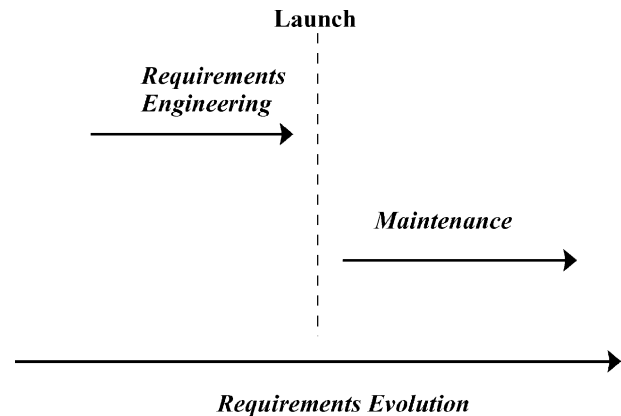 Launch
Requirements
Engineering
Maintenance
Requirements Evolution